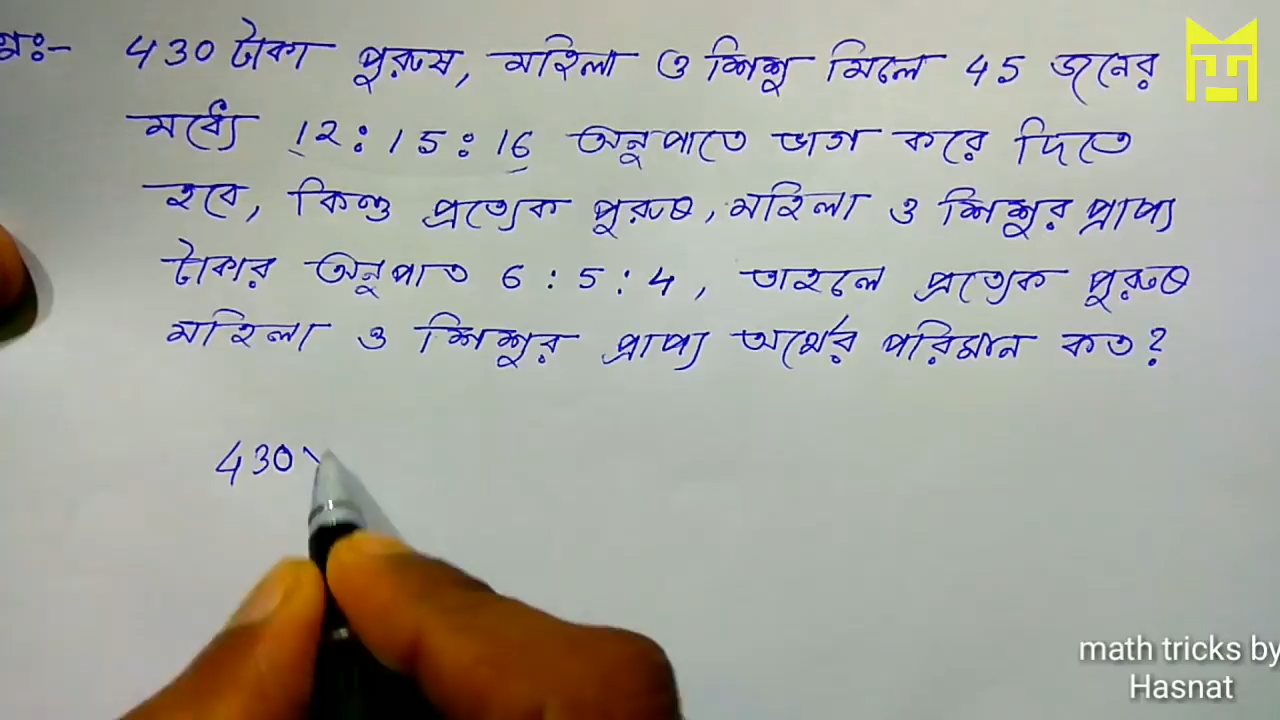 নঃ- 430 টাকা পুরুষ, মহিলা ও শিশু মিলে 45 জনের
মধ্যে 12 : 15 : 16 অনুপাতে ভাগ করে দিতে
হবে, কিন্তু প্রত্যেক পুরুষ, মহিলা ও শিশুর প্রাপ্য
টাকার অনুপাত 6 : 5 : 4, তাহলে প্রত্যেক পুরুষ
মহিলা ও শিশুর প্রাপ্য অর্থের পরিমান কত?
430
math tricks by
Hasnat